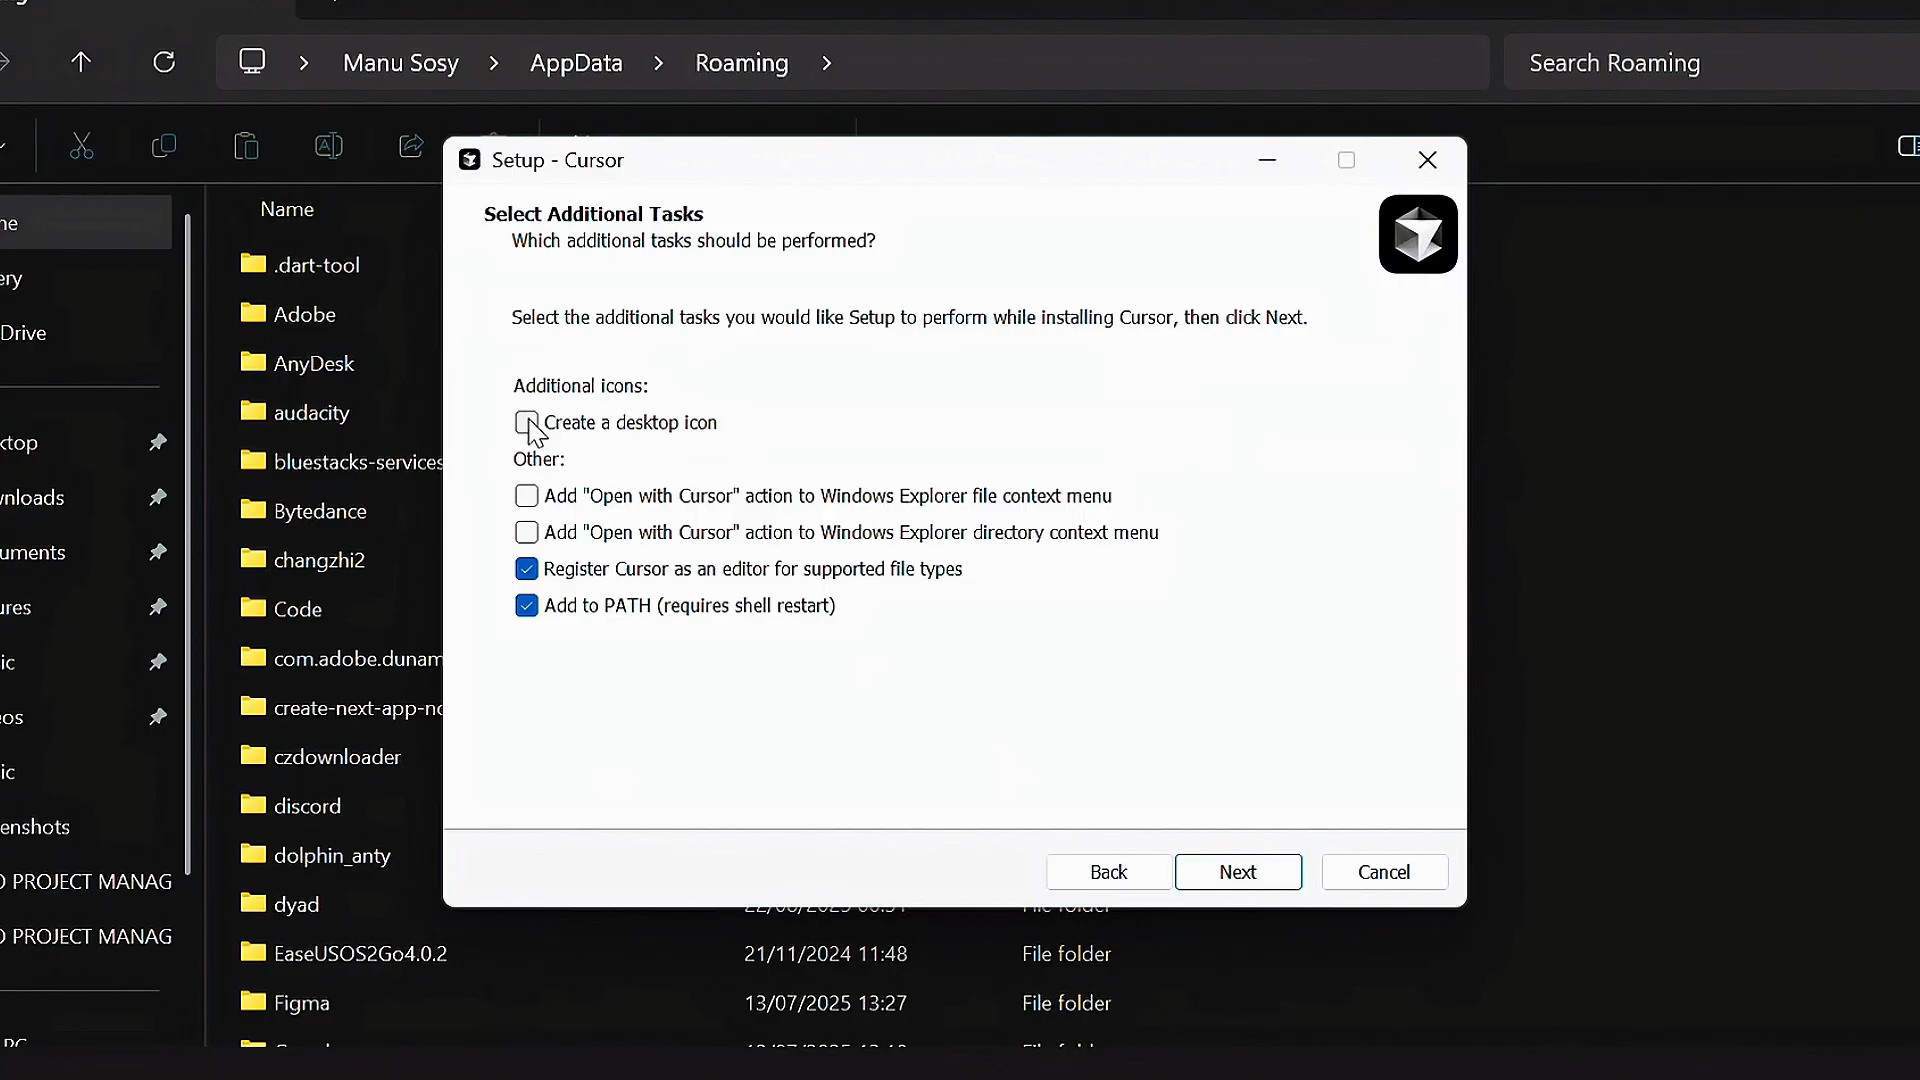 Manu Sosy
AppData
Roaming
Search Roaming
Name
.dart-tool
Adobe
AnyDesk
audacity
bluestacks-services
Bytedance
changzhi2
Code
com.adobe.dunam
create-next-app-nc
czdownloader
discord
dolphin_anty
dyad
EaseUSOS2Go4.0.2
21/11/2024 11:48
File folder
Figma
13/07/2025 13:27
File folder
ne
ery
Drive
ktop
wnloads
uments
ures
ic
eos
ic
enshots
O PROJECT MANAG
O PROJECT MANAG
PC
Setup - Cursor
Select Additional Tasks
Which additional tasks should be performed?
Select the additional tasks you would like Setup to perform while installing Cursor, then click Next.
Additional icons:
Create a desktop icon
Other:
Add "Open with Cursor" action to Windows Explorer file context menu
Add "Open with Cursor" action to Windows Explorer directory context menu
Register Cursor as an editor for supported file types
Add to PATH (requires shell restart)
Back
Next
Cancel